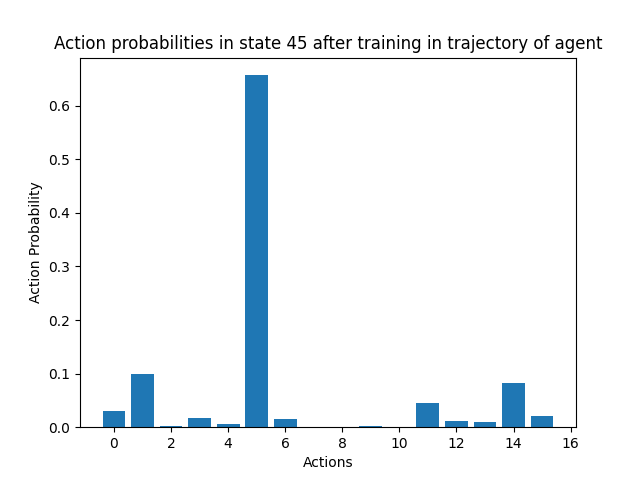 Action probabilities in state 45 after training in trajectory of agent
Action Probability
0.6
0.5
0.4
0.3
0.2
0.1
0.0
0 2 4 6 8 10 12 14 16
Actions